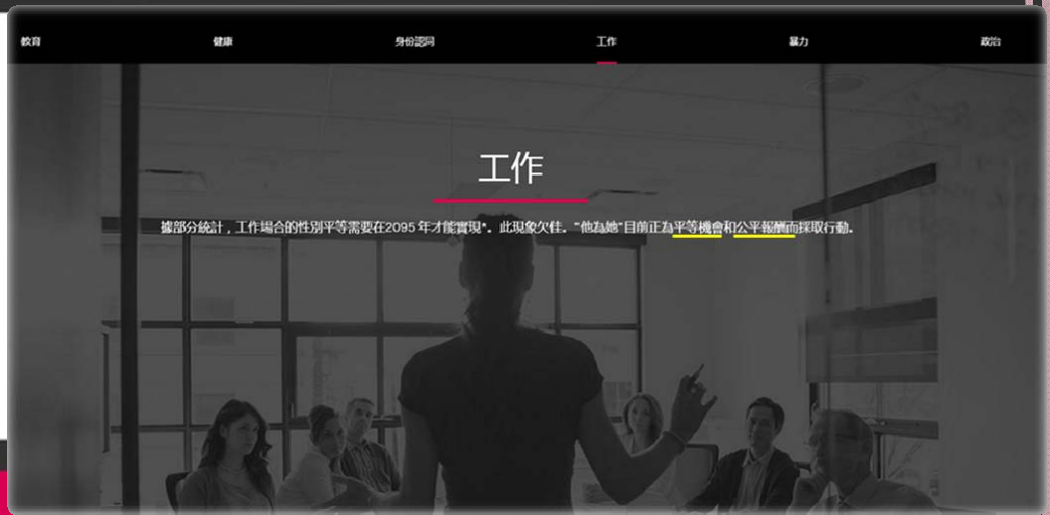 教育
健康
身份認同
工作
暴力
政治
工作
據部分統計，工作場合的性別平等需要在2095 年才能實現*。此現象欠佳。“他為她”目前正為平等機會和公平報酬而採取行動。